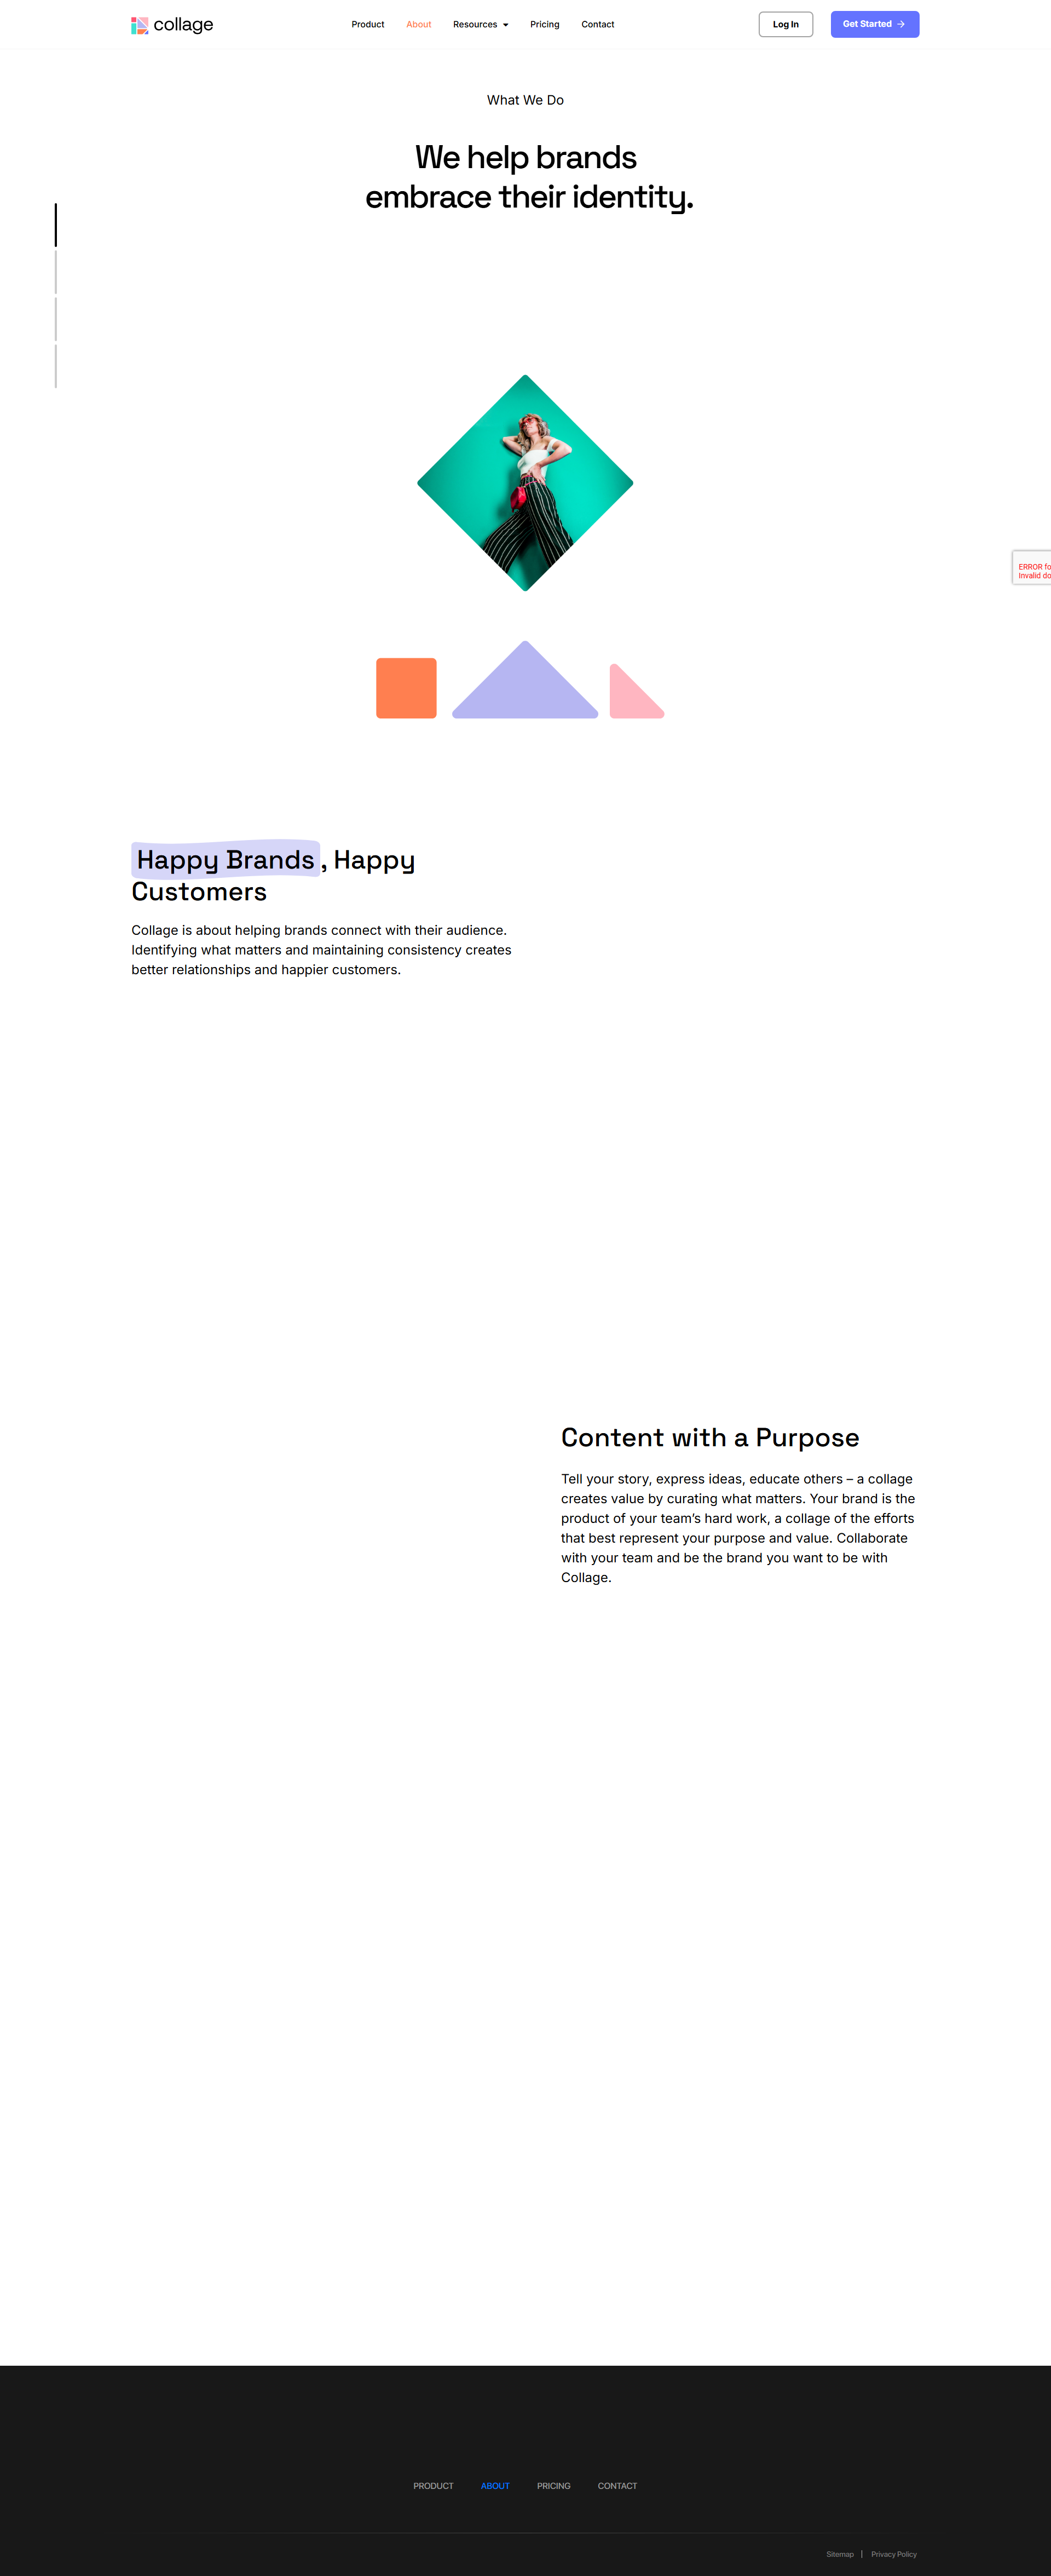 collage
Product About Resources Pricing Contact
Log In
Get Started
What We Do
We help brands
embrace their identity.
ERROR fo
Invalid do
Happy Brands, Happy
Customers
Collage is about helping brands connect with their audience.
Identifying what matters and maintaining consistency creates
better relationships and happier customers.
Content with a Purpose
Tell your story, express ideas, educate others – a collage
creates value by curating what matters. Your brand is the
product of your team’s hard work, a collage of the efforts
that best represent your purpose and value. Collaborate
with your team and be the brand you want to be with
Collage.
PRODUCT ABOUT PRICING CONTACT
Sitemap | Privacy Policy